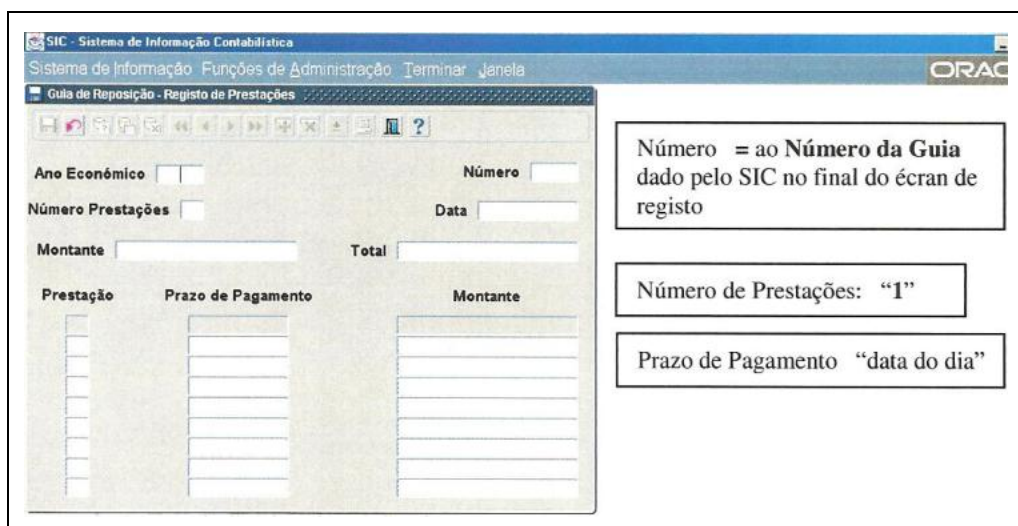 SIC - Sistema de Informação Contabilística
Sistema de Informação Funções de Administração Terminar Janela
ORAC
Guia de Reposição - Registo de Prestações
?
Ano Económico
Número
Número Prestações
Data
Montante
Total
Prestação Prazo de Pagamento Montante
Número = ao Número da Guia
dado pelo SIC no final do écran de
registo
Número de Prestações: “1”
Prazo de Pagamento “data do dia”